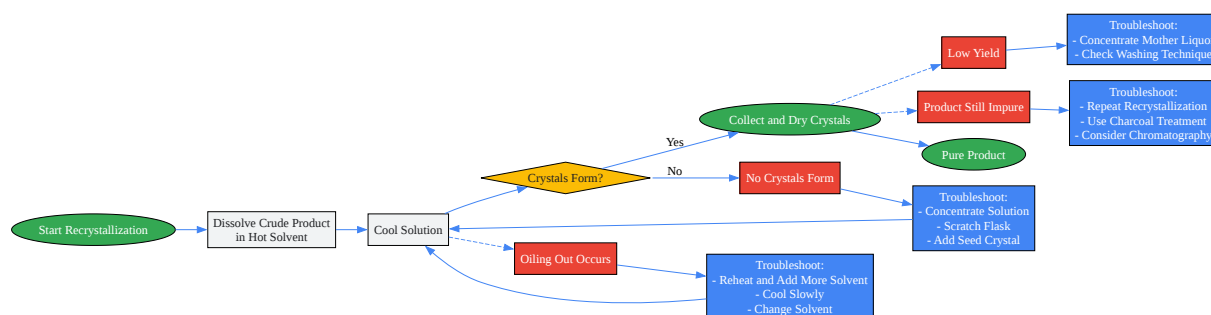 Start Recrystallization
Dissolve Crude Product
in Hot Solvent
Cool Solution
Crystals Form?
Yes
No
Collect and Dry Crystals
Low Yield
Troubleshoot:
- Concentrate Mother Liquor
- Check Washing Technique
Product Still Impure
Troubleshoot:
- Repeat Recrystallization
- Use Charcoal Treatment
- Consider Chromatography
Pure Product
No Crystals Form
Troubleshoot:
- Concentrate Solution
- Scratch Flask
- Add Seed Crystal
Oiling Out Occurs
Troubleshoot:
- Reheat and Add More Solvent
- Cool Slowly
- Change Solvent